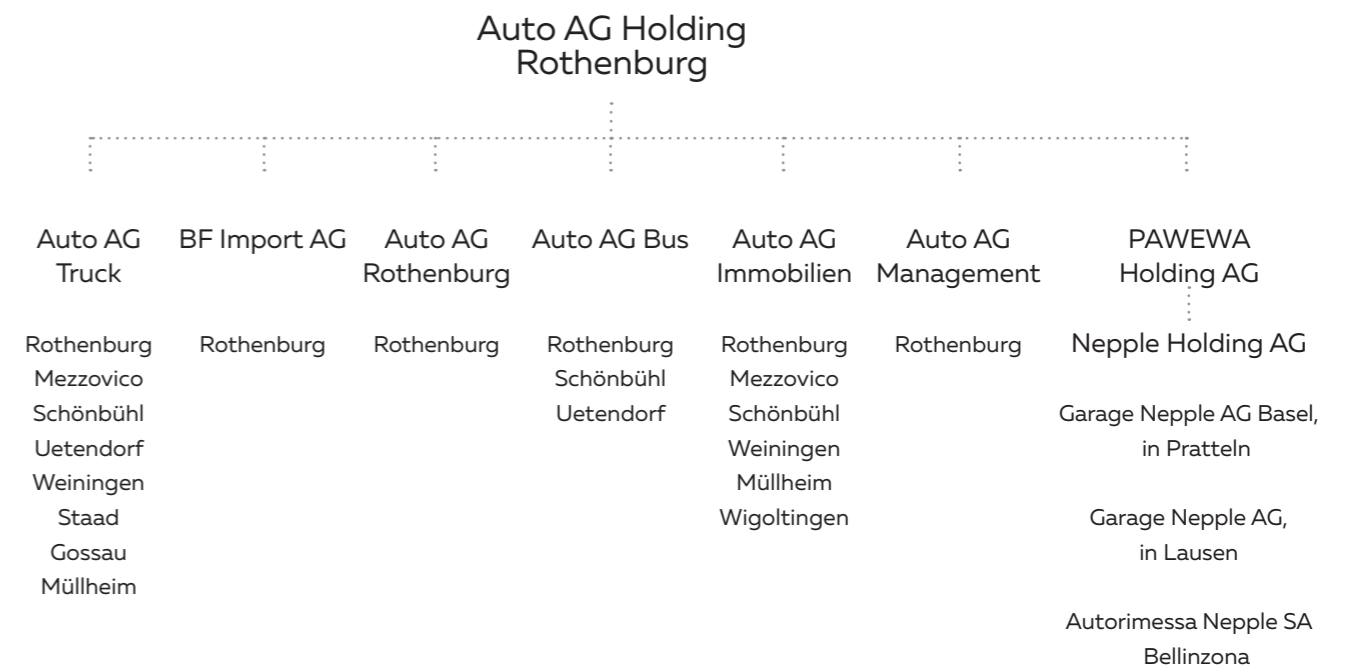 Auto AG Holding
Rothenburg
Auto AG
Truck
Rothenburg
Mezzovico
Schönbühl
Uetendorf
Weiningen
Staad
Gossau
Müllheim
BF Import AG
Rothenburg
Auto AG
Rothenburg
Rothenburg
Auto AG Bus
Rothenburg
Schönbühl
Uetendorf
Auto AG
Immobilien
Rothenburg
Mezzovico
Schönbühl
Weiningen
Müllheim
Wigoltingen
Auto AG
Management
Rothenburg
PAWEWA
Holding AG
Nepple Holding AG
Garage Nepple AG Basel,
in Pratteln
Garage Nepple AG,
in Lausen
Autorimessa Nepple SA
Bellinzona